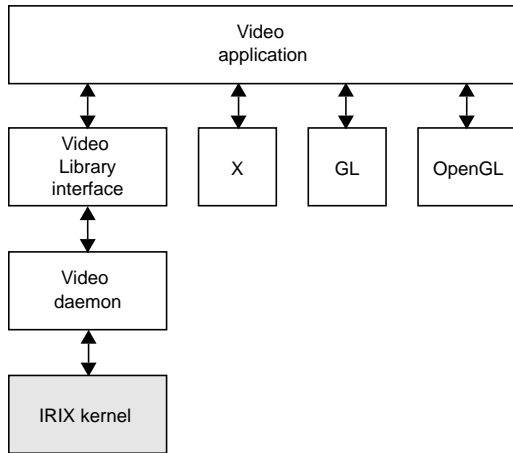 Video
application
Video
Library
interface
X
GL
OpenGL
Video
daemon
IRIX kernel